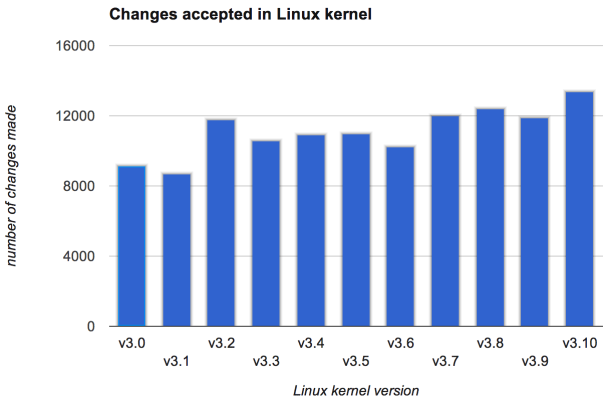 Changes accepted in Linux kernel
16000
12000
8000
4000
0
number of changes made
v3.0 v3.2 v3.4 v3.6 v3.8 v3.10
v3.1 v3.3 v3.5 v3.7 v3.9
Linux kernel version